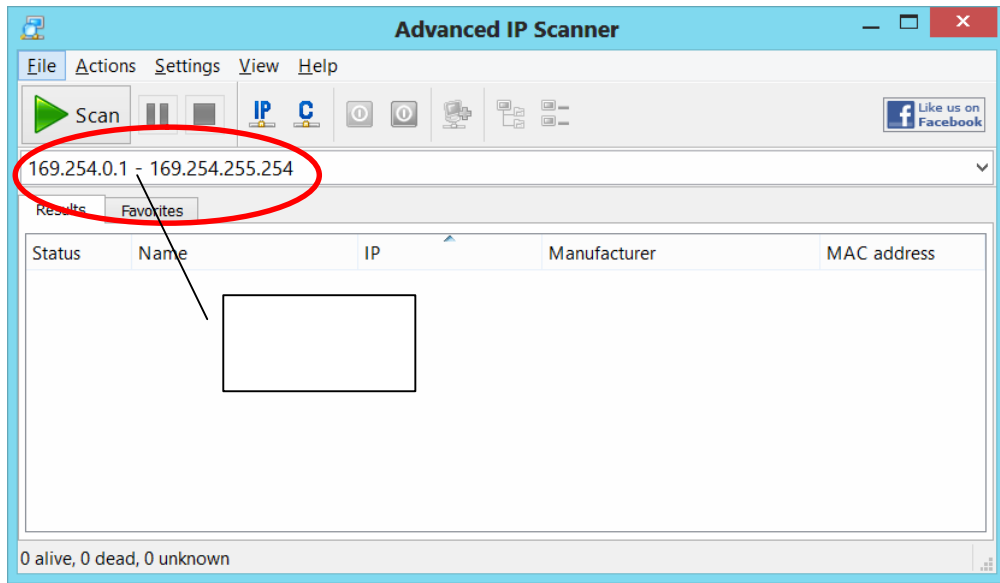 Advanced IP Scanner
File Actions Settings View Help
Scan IP C Like us on Facebook
169.254.0.1 - 169.254.255.254
Results Favorites
Status Name IP Manufacturer MAC address
0 alive, 0 dead, 0 unknown